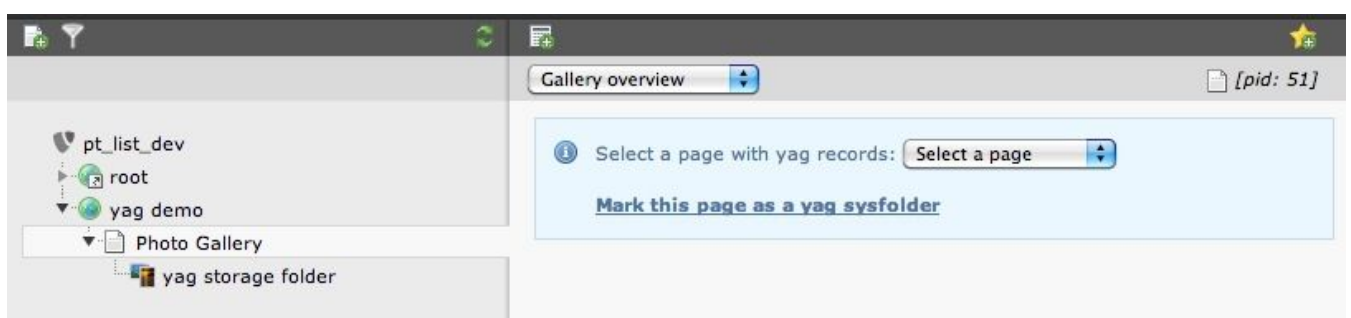 Gallery overview
[pid: 51]
pt_list_dev
root
yag demo
Photo Gallery
yag storage folder
Select a page with yag records: Select a page
Mark this page as a yag sysfolder